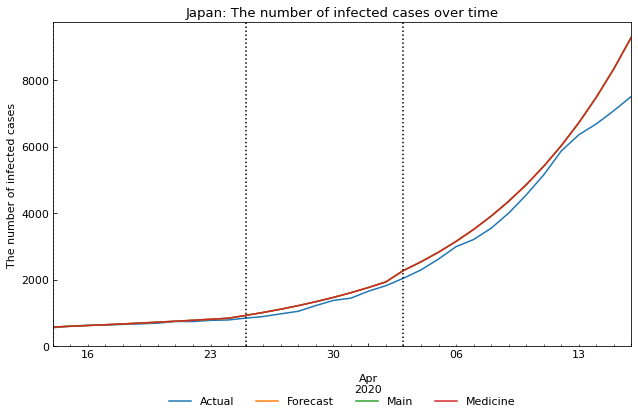 Japan: The number of infected cases over time
The number of infected cases
8000
6000
4000
2000
0
16
23
30
06
13
Apr
2020
Actual
Forecast
Main
Medicine